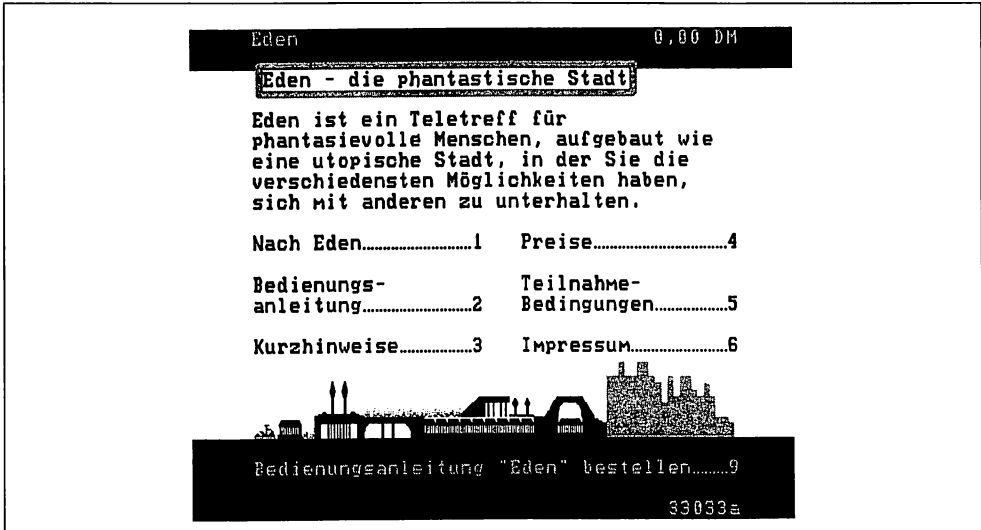 Eden 0,00 DM
Eden - die phantastische Stadt
Eden ist ein Teletreff für
phantasievolle Menschen, aufgebaut wie
eine utopische Stadt, in der Sie die
verschiedensten Möglichkeiten haben,
sich mit anderen zu unterhalten.
Nach Eden..........1 Preise..........4
Bedienungs- Teilnahme-
anleitung..........2 Bedingungen..........5
Kurzhinweise..........3 Impressum..........6
Bedienungsanleitung "Eden" bestellen........9
33033a